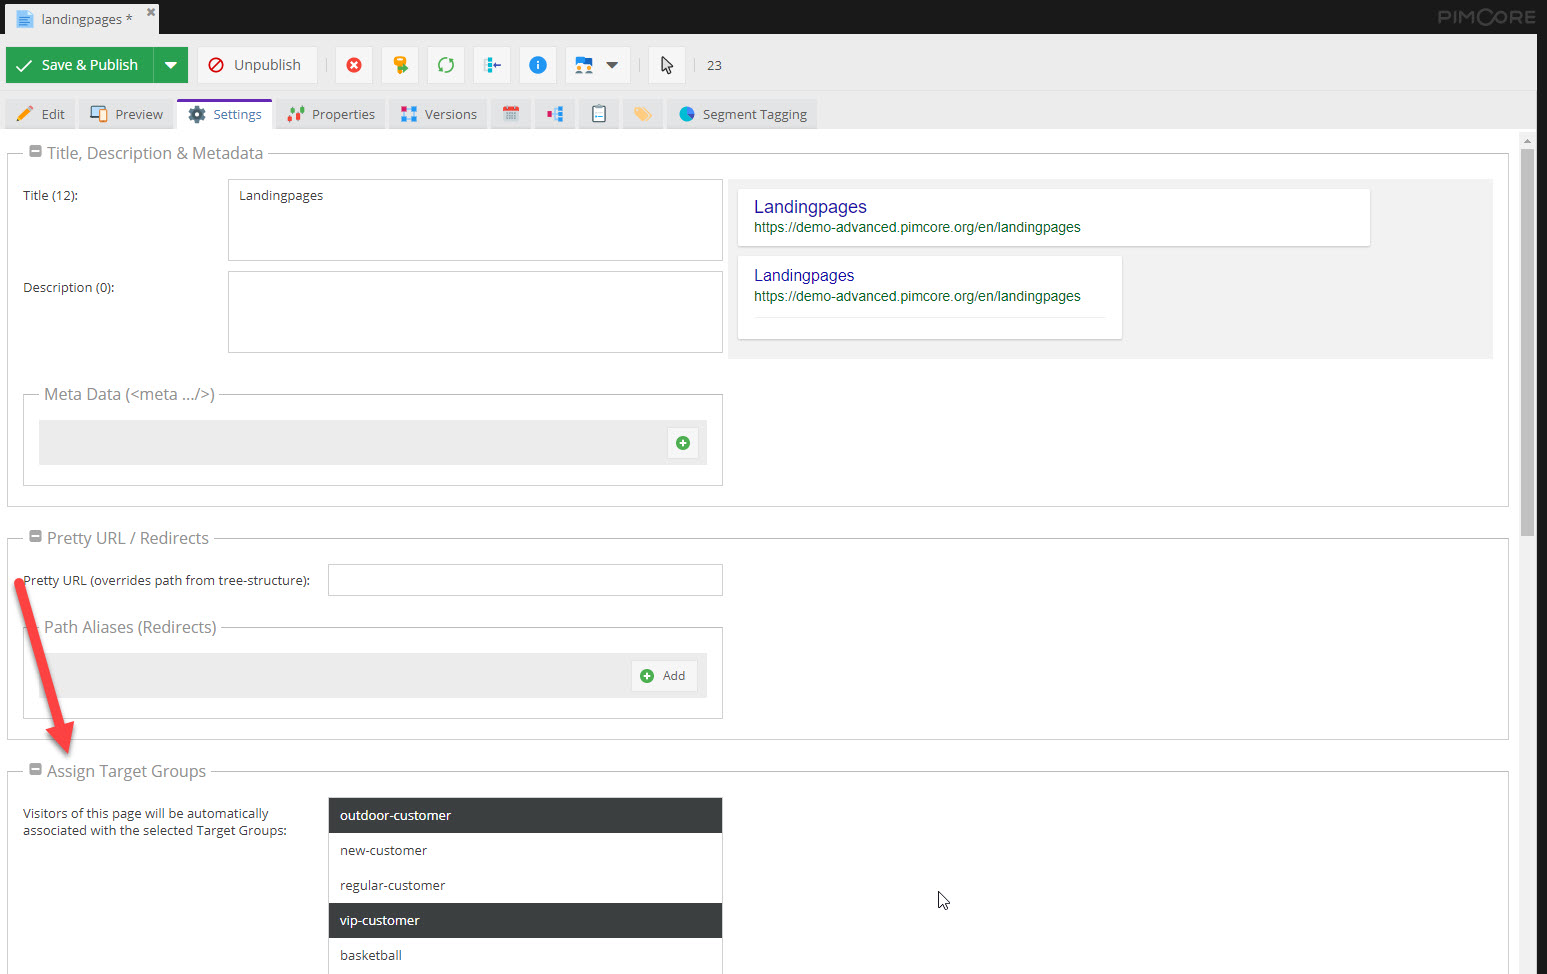 landingpages *
PIMCORE
Save & Publish
Unpublish
23
Edit
Preview
Settings
Properties
Versions
Segment Tagging
Title, Description & Metadata
Title (12):
Landingpages
Landingpages
https://demo-advanced.pimcore.org/en/landingpages
Description (0):
Landingpages
https://demo-advanced.pimcore.org/en/landingpages
Meta Data (<meta .../>)
Pretty URL / Redirects
Pretty URL (overrides path from tree-structure):
Path Aliases (Redirects)
Add
Assign Target Groups
Visitors of this page will be automatically
associated with the selected Target Groups:
outdoor-customer
new-customer
regular-customer
vip-customer
basketball